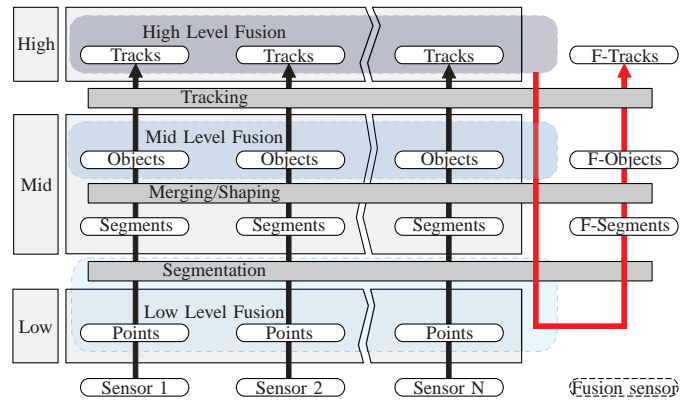 High
High Level Fusion
Tracks Tracks Tracks F-Tracks
Tracking
Mid
Mid Level Fusion
Objects Objects Objects F-Objects
Merging/Shaping
Segments Segments Segments F-Segments
Segmentation
Low
Low Level Fusion
Points Points Points
Sensor 1 Sensor 2 Sensor N Fusion sensor